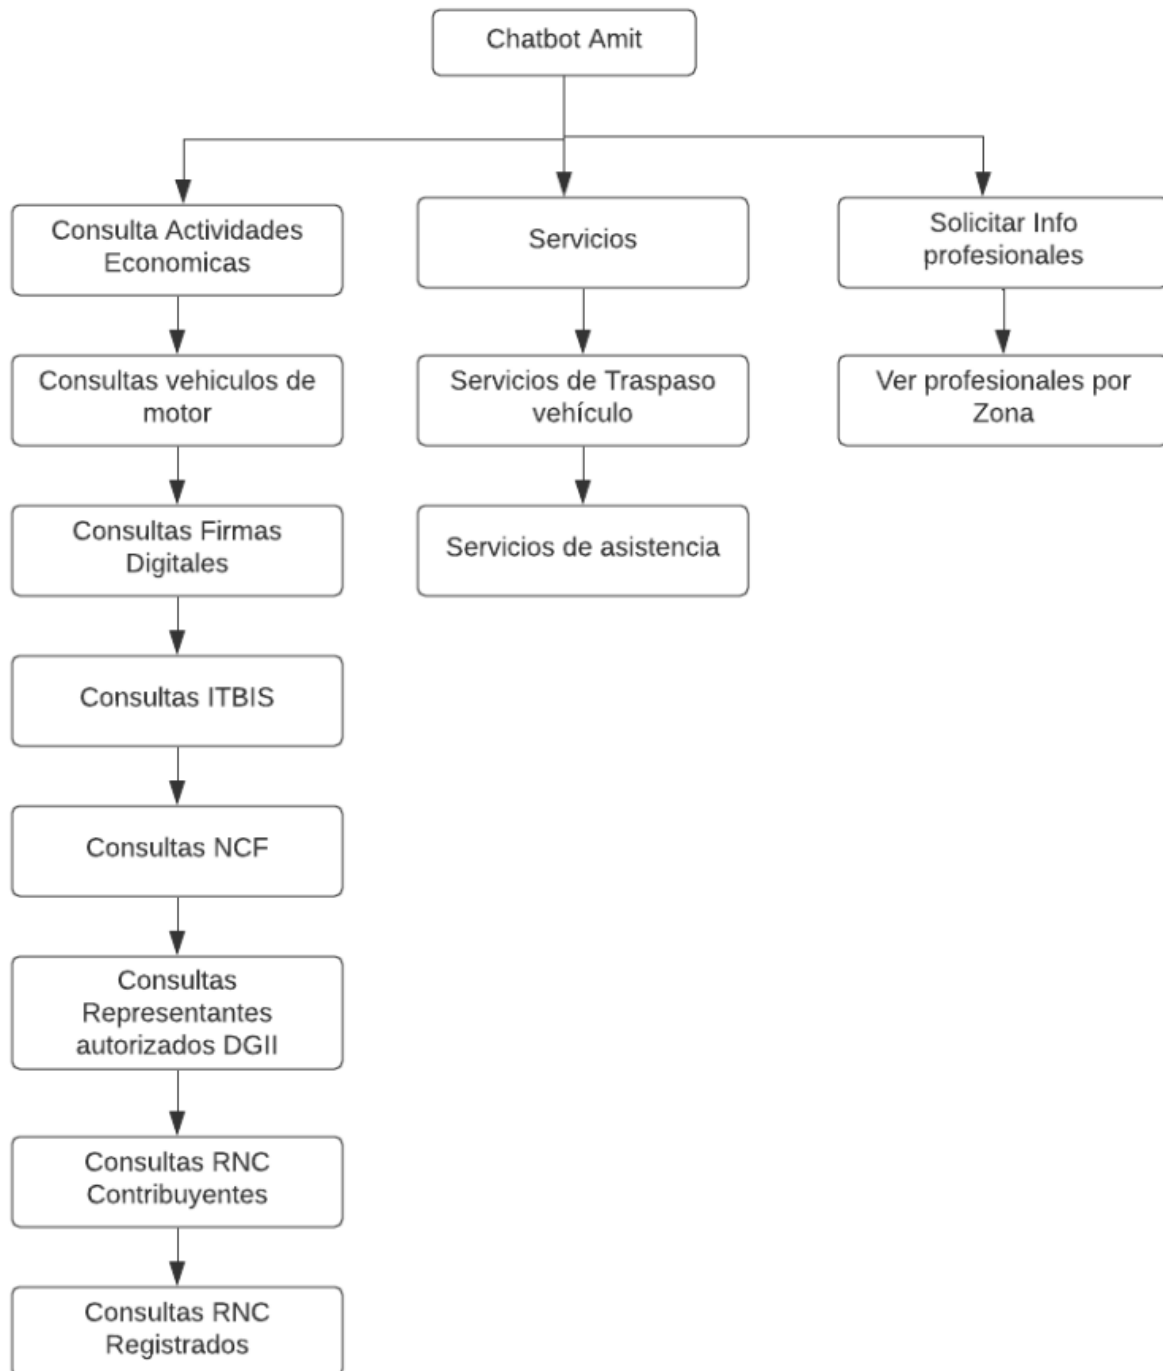 Chatbot Amit
Consulta Actividades
Economicas
Servicios
Solicitar Info
profesionales
Consultas vehiculos de
motor
Servicios de Traspaso
vehículo
Ver profesionales por
Zona
Consultas Firmas
Digitales
Servicios de asistencia
Consultas ITBIS
Consultas NCF
Consultas
Representantes
autorizados DGII
Consultas RNC
Contribuyentes
Consultas RNC
Registrados